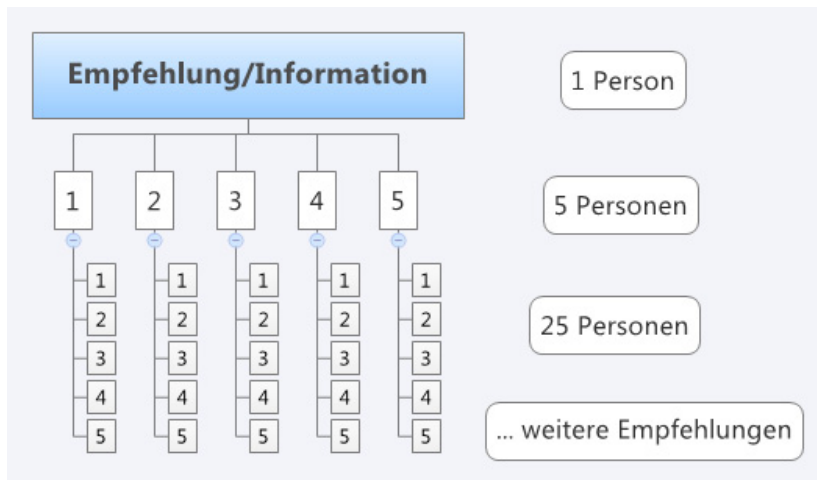 Empfehlung/Information
1 Person
1 2 3 4 5
5 Personen
1 1 1 1 1
2 2 2 2 2
25 Personen
3 3 3 3 3
4 4 4 4 4
... weitere Empfehlungen
5 5 5 5 5